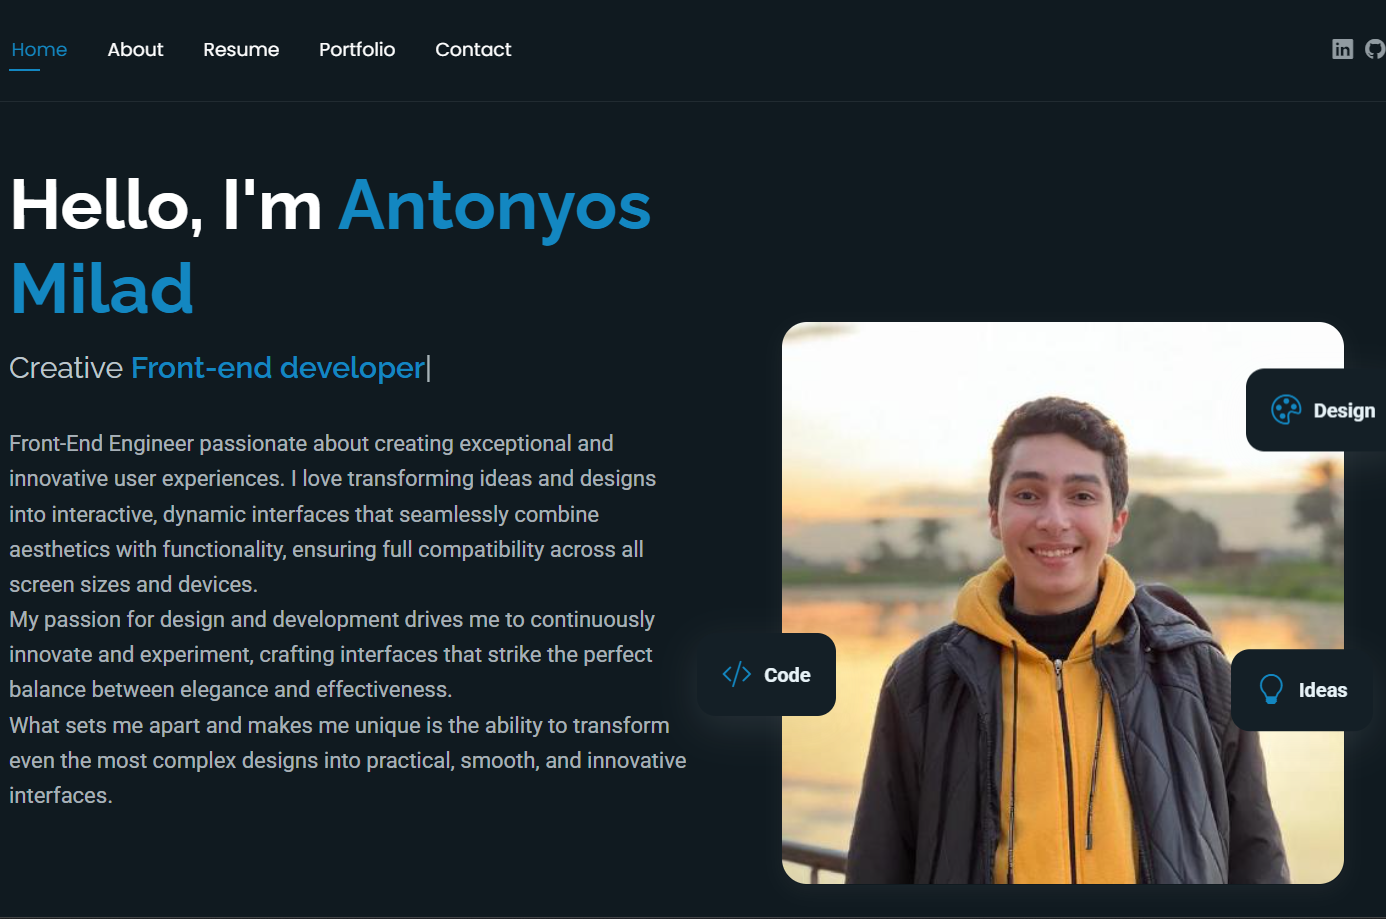 Home About Resume Portfolio Contact
Hello, I'm Antonyos
Milad
Creative Front-end developer|
Front-End Engineer passionate about creating exceptional and
innovative user experiences. I love transforming ideas and designs
into interactive, dynamic interfaces that seamlessly combine
aesthetics with functionality, ensuring full compatibility across all
screen sizes and devices.
My passion for design and development drives me to continuously
innovate and experiment, crafting interfaces that strike the perfect
balance between elegance and effectiveness.
What sets me apart and makes me unique is the ability to transform
even the most complex designs into practical, smooth, and innovative
interfaces.
Design
</> Code
Ideas